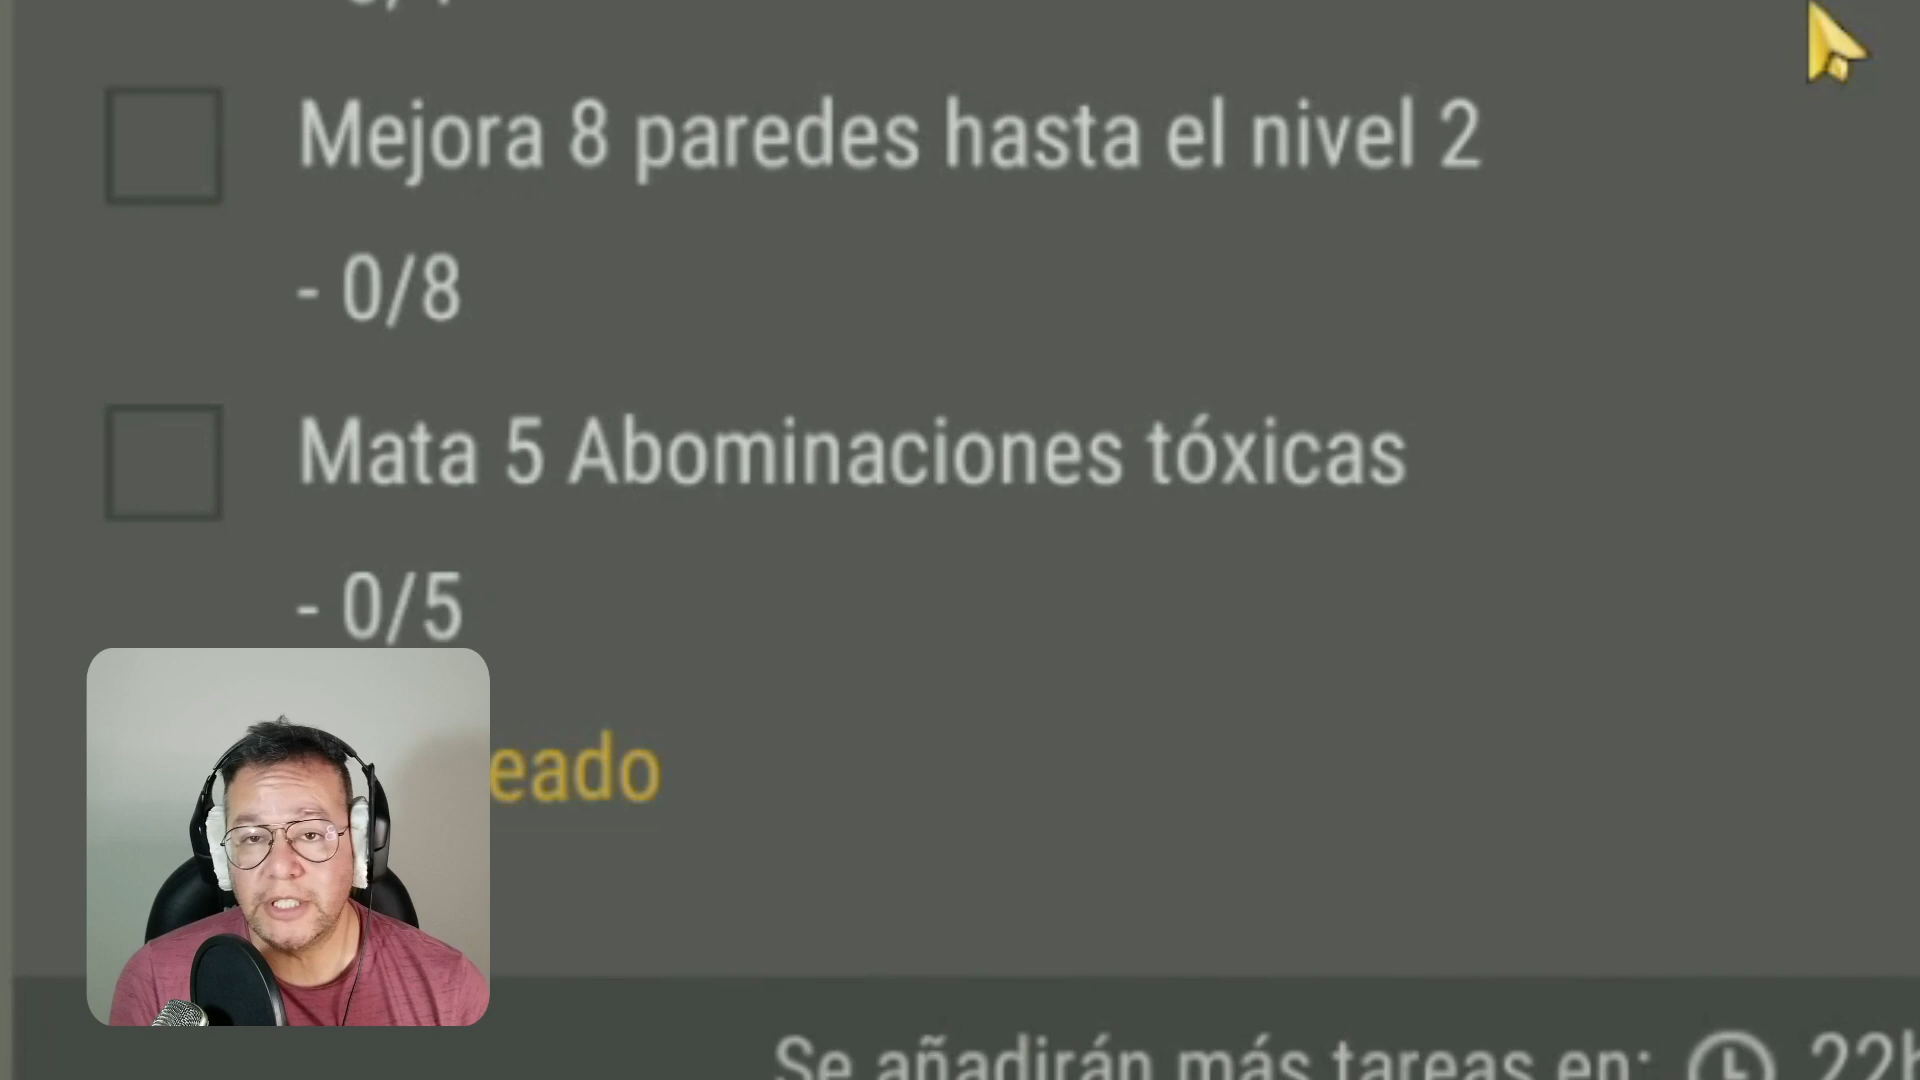 Mejora 8 paredes hasta el nivel 2
- 0/8
Mata 5 Abominaciones tóxicas
- 0/5
eado
Se añadirán más tareas en: 22h